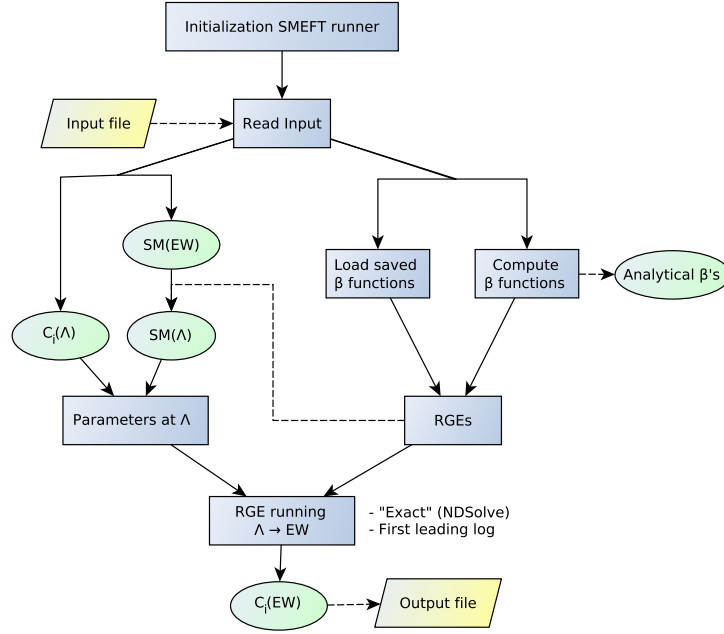 Initialization SMEFT runner
Input file
Read Input
SM(EW)
Load saved
β functions
Compute
β functions
Analytical β's
Cᵢ(Λ)
SM(Λ)
Parameters at Λ
RGEs
RGE running
Λ → EW
- "Exact" (NDSolve)
- First leading log
Cᵢ(EW)
Output file